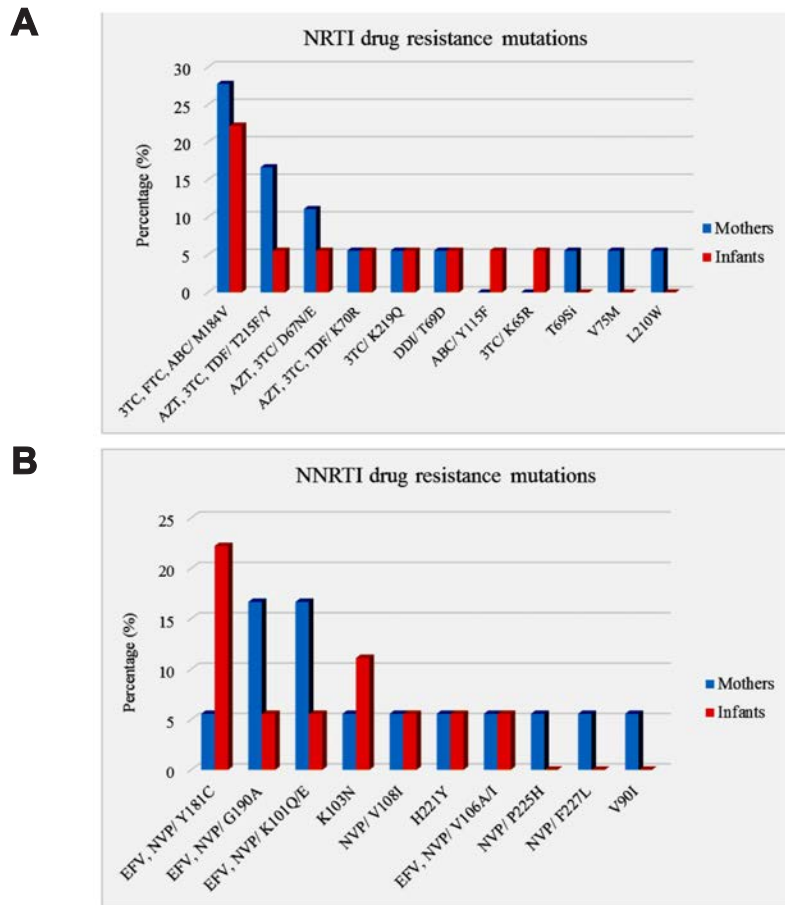 A
NRTI drug resistance mutations
Percentage (%)
30
25
20
15
10
5
0
3TC, FTC, ABC/ M184V
AZT, 3TC, TDF/ T215F/Y
AZT, 3TC/ D67N/E
AZT, 3TC, TDF/ K70R
3TC/ K219Q
DDI/ T69D
ABC/ Y115F
3TC/ K65R
T69Si
V75M
L210W
Mothers
Infants
B
NNRTI drug resistance mutations
Percentage (%)
25
20
15
10
5
0
EFV, NVP/ Y181C
EFV, NVP/ G190A
EFV, NVP/ K101Q/E
K103N
NVP/ V108I
H221Y
EFV, NVP/ V106A/I
NVP/ P225H
NVP/ F227L
V90I
Mothers
Infants